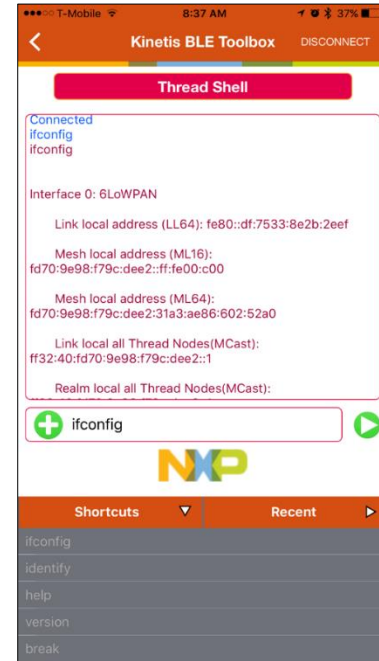 T-Mobile 8:37 AM 37%
Kinetis BLE Toolbox DISCONNECT
Thread Shell
Connected
ifconfig
ifconfig
Interface 0: 6LoWPAN
Link local address (LL64): fe80::df:7533:8e2b:2eef
Mesh local address (ML16):
fd70:9e98:f79c:dee2::ff:fe00:c00
Mesh local address (ML64):
fd70:9e98:f79c:dee2:31a3:ae86:602:52a0
Link local all Thread Nodes(MCast):
ff32:40:fd70:9e98:f79c:dee2::1
Realm local all Thread Nodes(MCast):
ifconfig
NXP
Shortcuts Recent
ifconfig
identify
help
version
break